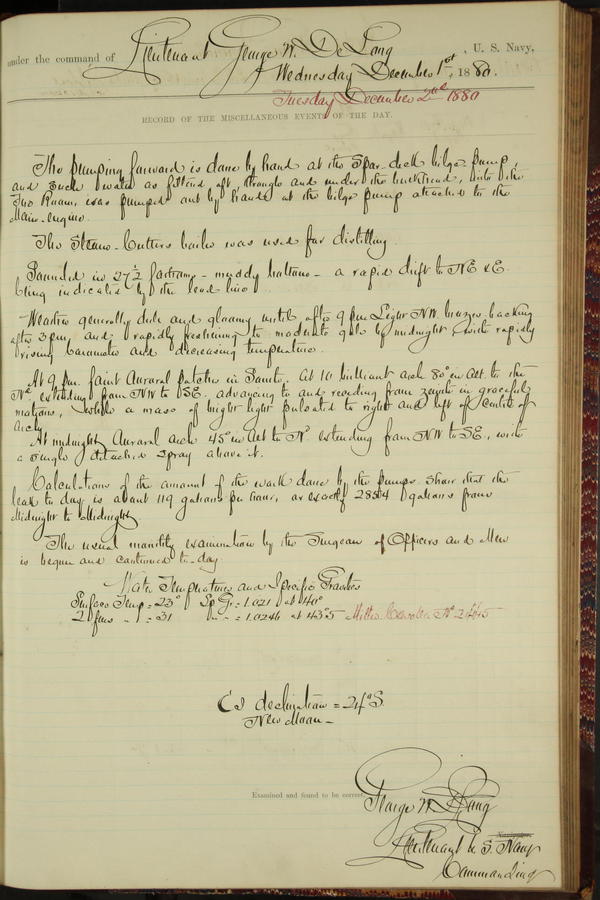 under the command of Lieutenant George W. De Long, U. S. Navy,
Wednesday December 1st, 1880.
Tuesday December 2nd 1880
RECORD OF THE MISCELLANEOUS EVENTS OF THE DAY.
The pumping forward is done by hand at the Spar deck bilge pump,
and such water as filtered aft, through and under the bulkhead, into the
Fire Room, was pumped out by hand at the bilge pump attached to the
Main engine.
The Steam-Cutters boiler was used for distilling.
Sounded in 27½ fathoms - muddy bottom - a rapid drift to NE & E.
being indicated by the lead line
Weather generally dull and gloomy until after 9 pm. Light NW breezes backing
after 3 pm, and rapidly freshening to moderate gale by midnight, with rapidly
rising barometer and decreasing temperature.
At 9 pm. faint Auroral patches in South. At 10 brilliant arch 80° in alt. to the
Nd. extending from NW to SE. advancing to and receding from zenith in graceful
motions, while a mass of bright light pulsated to right and left of centre of
arch.
At midnight Auroral Arch 45° in alt to Nd extending from NW to SE., with
a single detached spray above it.
Calculations of the amount of the work done by the pumps show that the
leak to day is about 119 gallons per hour, or exactly 2854 gallons from
Midnight to Midnight
The usual monthly examination by the Surgeon of Officers and Men
is begun and continued to-day
Water Temperatures and Specific Gravities
Surface Temp = 23° Sp Gr = 1.021 at 40°
2 fms " = 31 " " = 1.0246 at 43°5 Miller Casella No 24645
☾s declination = 24° S.
New Moon -
Examined and found to be correct,
George W. De Long
Navigator.
Lieutenant U. S. Navy
Commanding